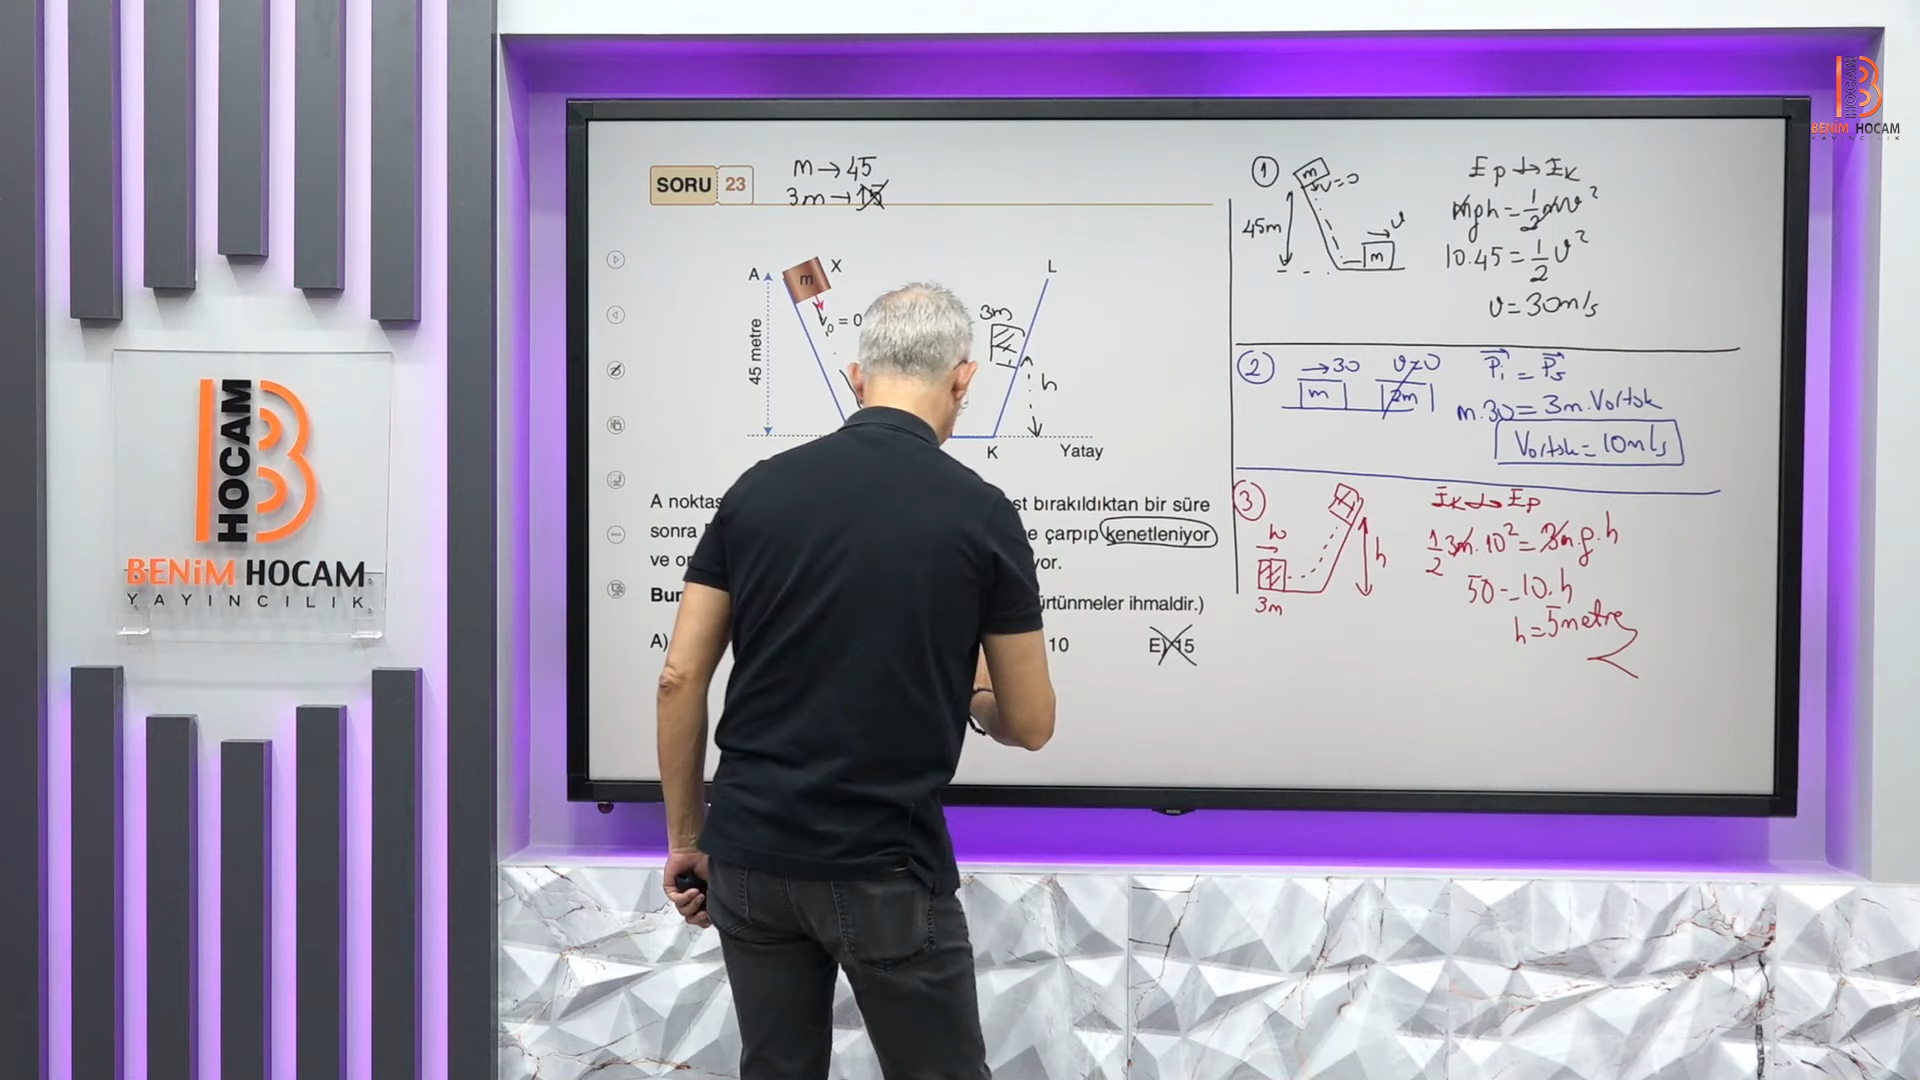 BENİM HOCAM
YAYINCILIK
HOCAM
BENİM HOCAM
YAYINCILIK
SORU 23
m → 45
3m → 15
A
X
m
V₀ = 0
45 metre
L
3m
h
K
Yatay
st bırakıldıktan bir süre
sonra
çarpıp kenetleniyor
ve
A)
10
E) 15
ürtünmeler ihmaldir.)
1
m
v=0
45m
v
m
Ep → Ek
mgh = 1/2 mv²
10.45 = 1/2 v²
v = 30m/s
2
→30
m
v=0
2m
Pi = Ps
m.30 = 3m.Vortak
Vortak = 10m/s
3
3m
h
Ek → Ep
1/2 3m.10² = 3m.g.h
50 = 10.h
h = 5metre